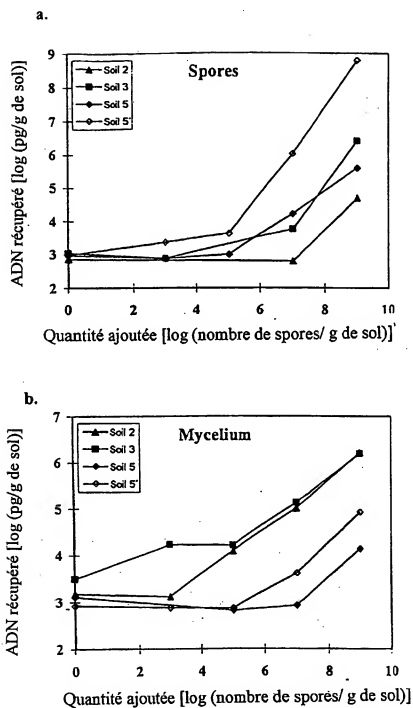 a.
Spores
Soil 2
Soil 3
Soil 5
Soil 5'
ADN récupéré [log (pg/g de sol)]
9
8
7
6
5
4
3
2
0 2 4 6 8 10
Quantité ajoutée [log (nombre de spores/ g de sol)]
b.
Mycelium
Soil 2
Soil 3
Soil 5
Soil 5'
ADN récupéré [log (pg/g de sol)]
7
6
5
4
3
2
0 2 4 6 8 10
Quantité ajoutée [log (nombre de spores/ g de sol)]